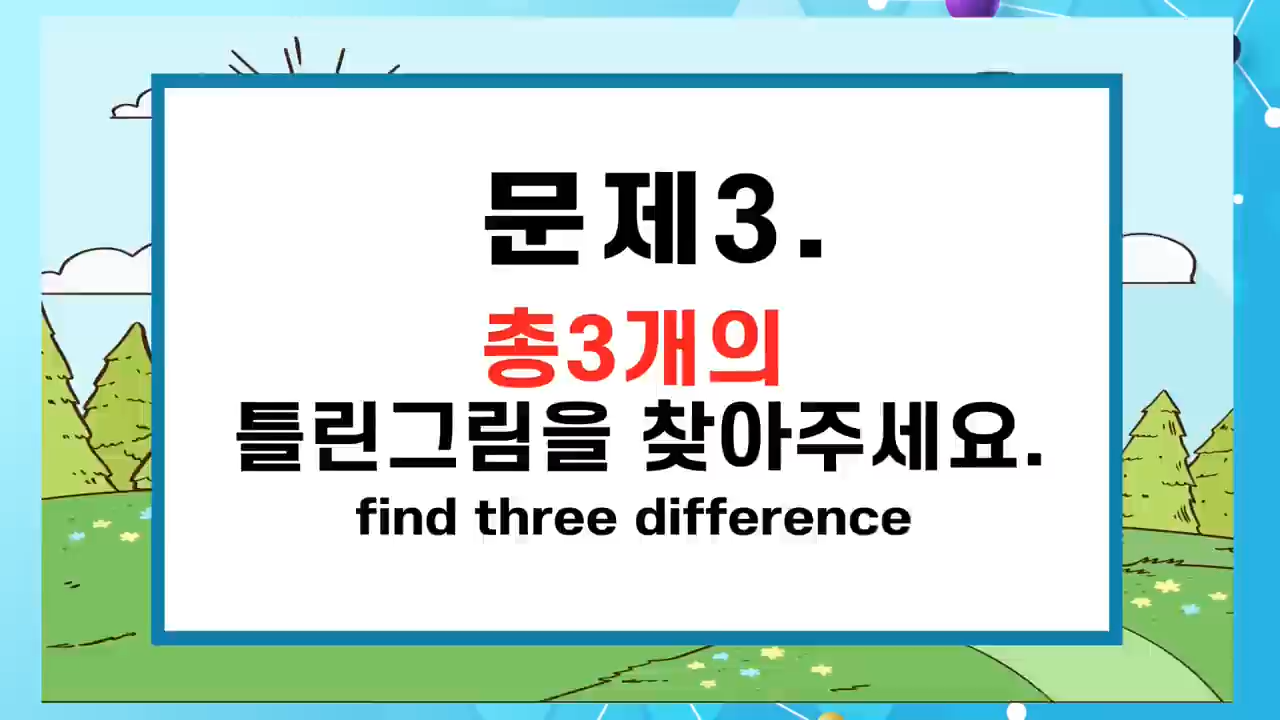 문제3.
총3개의
틀린그림을 찾아주세요.
find three difference